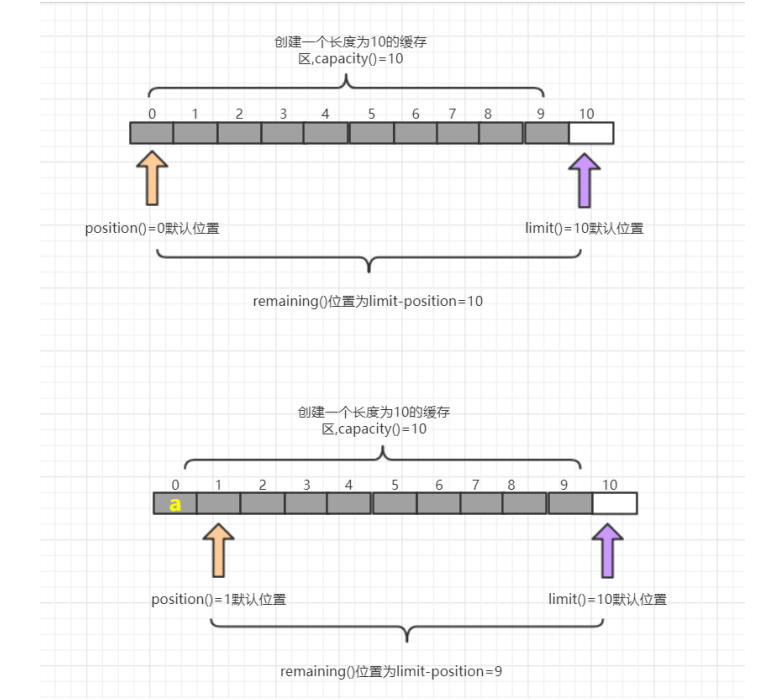 创建一个长度为10的缓存
区,capacity()=10
0 1 2 3 4 5 6 7 8 9 10
position()=0默认位置 limit()=10默认位置
remaining()位置为limit-position=10
创建一个长度为10的缓存
区,capacity()=10
0 1 2 3 4 5 6 7 8 9 10
a
position()=1默认位置 limit()=10默认位置
remaining()位置为limit-position=9